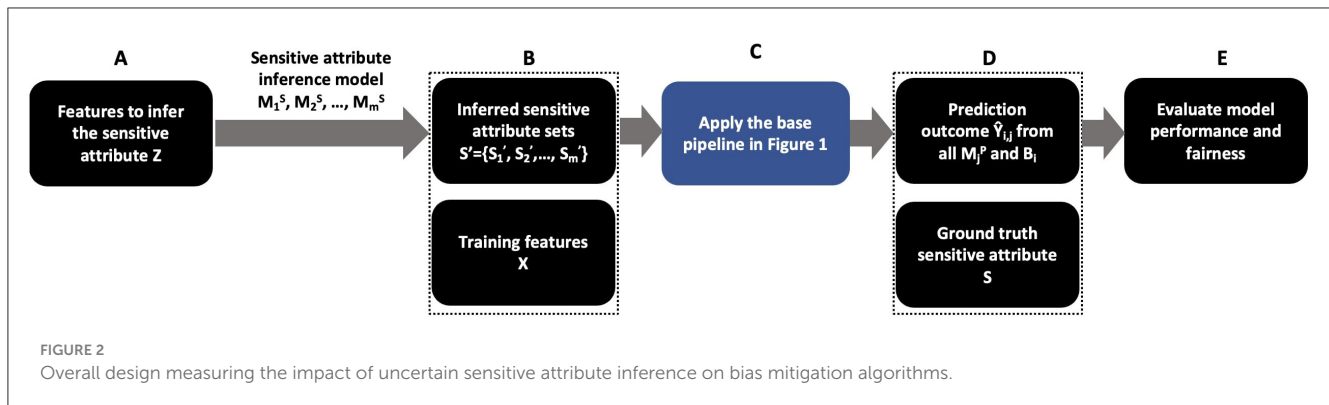 A
Features to infer
the sensitive
attribute Z
Sensitive attribute
inference model
M₁ˢ, M₂ˢ, ..., Mₘˢ
B
Inferred sensitive
attribute sets
S'={S₁', S₂',..., Sₘ'}
Training features
X
C
Apply the base
pipeline in Figure 1
D
Prediction
outcome Ŷᵢ,ⱼ from
all Mⱼᴾ and Bᵢ
Ground truth
sensitive attribute
S
E
Evaluate model
performance and
fairness
FIGURE 2
Overall design measuring the impact of uncertain sensitive attribute inference on bias mitigation algorithms.